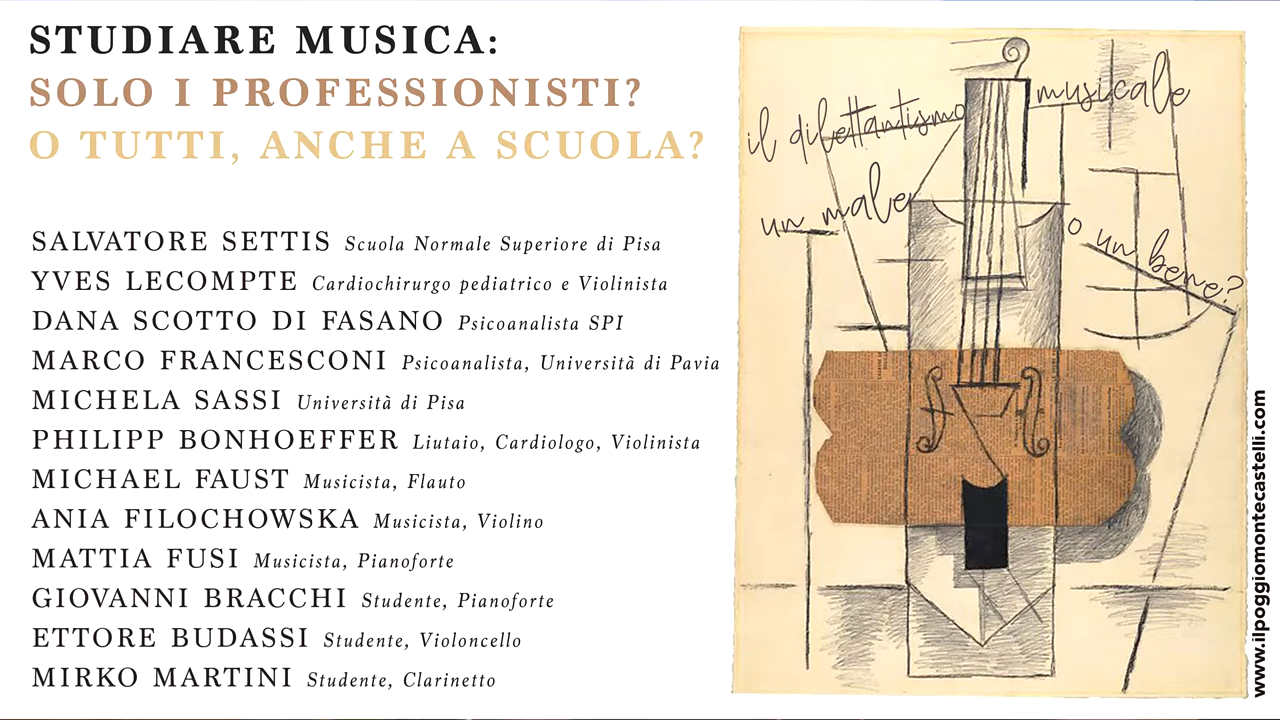 STUDIARE MUSICA:
SOLO I PROFESSIONISTI?
O TUTTI, ANCHE A SCUOLA?
SALVATORE SETTIS Scuola Normale Superiore di Pisa
YVES LECOMPTE Cardiochirurgo pediatrico e Violinista
DANA SCOTTO DI FASANO Psicoanalista SPI
MARCO FRANCESCONI Psicoanalista, Università di Pavia
MICHELA SASSI Università di Pisa
PHILIPP BONHOEFFER Liutaio, Cardiologo, Violinista
MICHAEL FAUST Musicista, Flauto
ANIA FILOCHOWSKA Musicista, Violino
MATTIA FUSI Musicista, Pianoforte
GIOVANNI BRACCHI Studente, Pianoforte
ETTORE BUDASSI Studente, Violoncello
MIRKO MARTINI Studente, Clarinetto
il dilettantismo musicale
un male o un bene?
www.ilpoggiomontecastelli.com